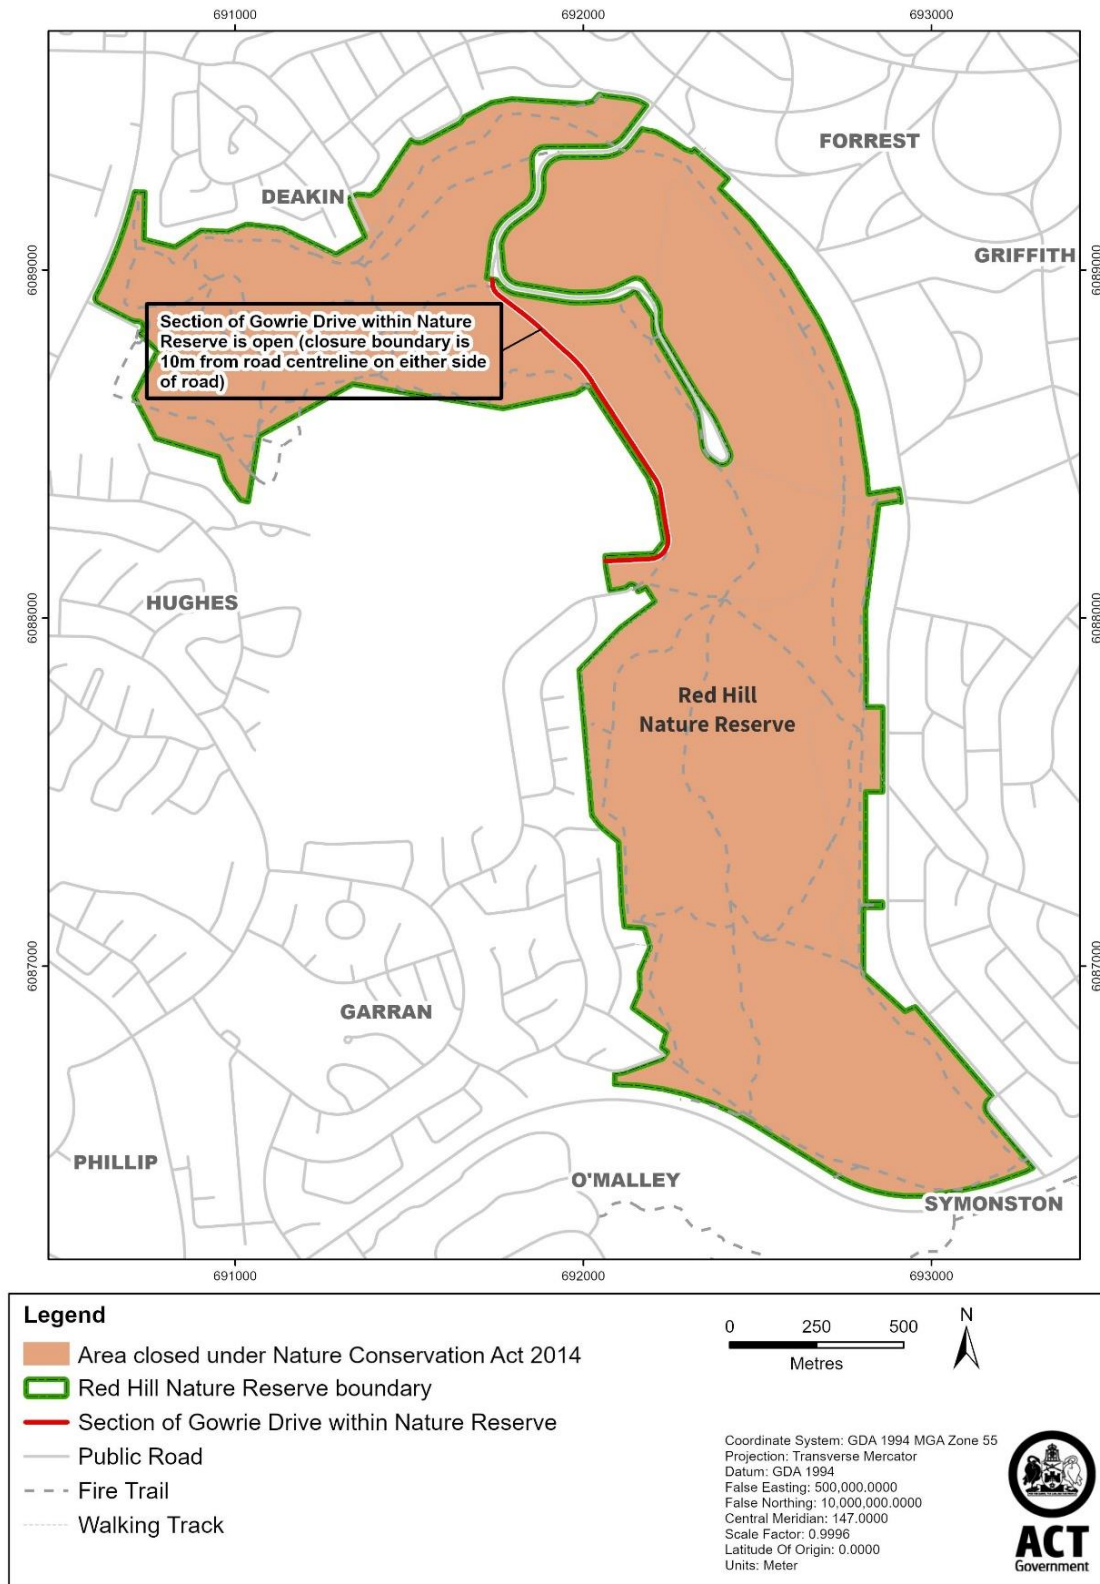 691000
692000
693000
FORREST
DEAKIN
GRIFFITH
6089000
6089000
Section of Gowrie Drive within Nature
Reserve is open (closure boundary is
10m from road centreline on either side
of road)
HUGHES
6088000
6088000
Red Hill
Nature Reserve
6087000
6087000
GARRAN
PHILLIP
O'MALLEY
SYMONSTON
691000
692000
693000
Legend
Area closed under Nature Conservation Act 2014
Red Hill Nature Reserve boundary
Section of Gowrie Drive within Nature Reserve
Public Road
Fire Trail
Walking Track
0 250 500
Metres
N
Coordinate System: GDA 1994 MGA Zone 55
Projection: Transverse Mercator
Datum: GDA 1994
False Easting: 500,000.0000
False Northing: 10,000,000.0000
Central Meridian: 147.0000
Scale Factor: 0.9996
Latitude Of Origin: 0.0000
Units: Meter
ACT
Government